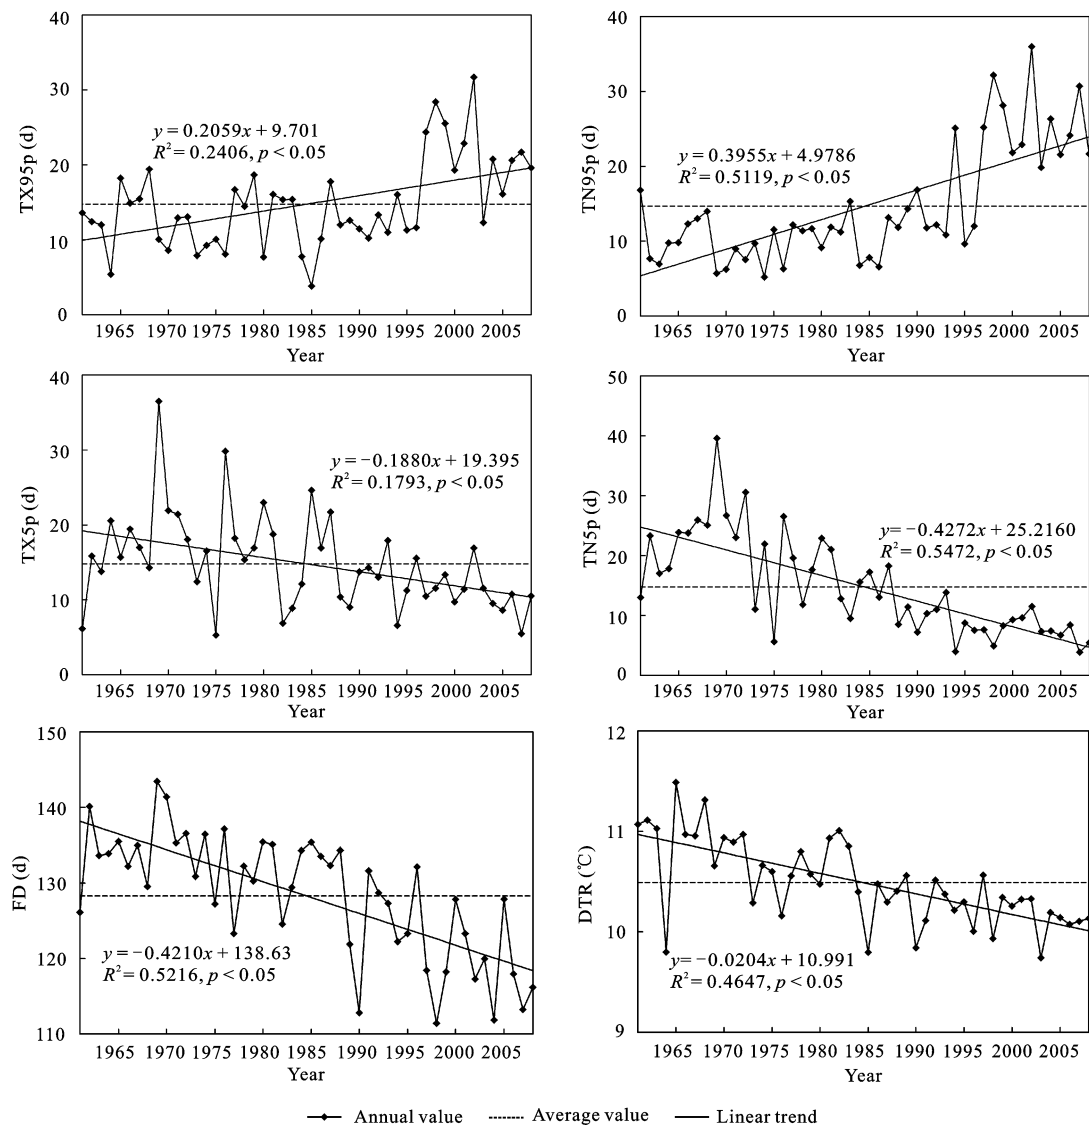 40
30
20
10
0
TX95p (d)
y = 0.2059x + 9.701
R² = 0.2406, p < 0.05
1965 1970 1975 1980 1985 1990 1995 2000 2005
Year
40
30
20
10
0
TN95p (d)
y = 0.3955x + 4.9786
R² = 0.5119, p < 0.05
1965 1970 1975 1980 1985 1990 1995 2000 2005
Year
40
30
20
10
0
TX5p (d)
y = −0.1880x + 19.395
R² = 0.1793, p < 0.05
1965 1970 1975 1980 1985 1990 1995 2000 2005
Year
50
40
30
20
10
0
TN5p (d)
y = −0.4272x + 25.2160
R² = 0.5472, p < 0.05
1965 1970 1975 1980 1985 1990 1995 2000 2005
Year
150
140
130
120
110
FD (d)
y = −0.4210x + 138.63
R² = 0.5216, p < 0.05
1965 1970 1975 1980 1985 1990 1995 2000 2005
Year
12
11
10
9
DTR (℃)
y = −0.0204x + 10.991
R² = 0.4647, p < 0.05
1965 1970 1975 1980 1985 1990 1995 2000 2005
Year
Annual value Average value Linear trend